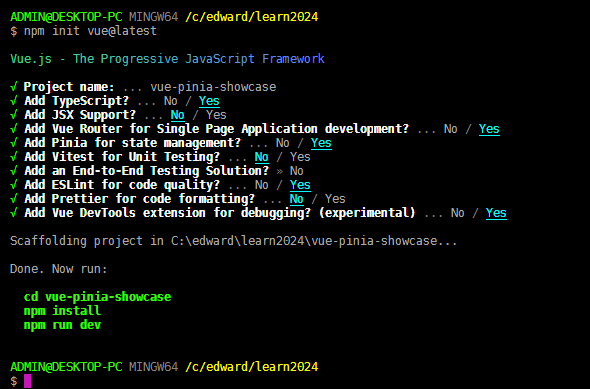 ADMIN@DESKTOP-PC MINGW64 /c/edward/learn2024
$ npm init vue@latest
Vue.js - The Progressive JavaScript Framework
√ Project name: ... vue-pinia-showcase
√ Add TypeScript? ... No / Yes
√ Add JSX Support? ... No / Yes
√ Add Vue Router for Single Page Application development? ... No / Yes
√ Add Pinia for state management? ... No / Yes
√ Add Vitest for Unit Testing? ... No / Yes
√ Add an End-to-End Testing Solution? » No
√ Add ESLint for code quality? ... No / Yes
√ Add Prettier for code formatting? ... No / Yes
√ Add Vue DevTools extension for debugging? (experimental) ... No / Yes
Scaffolding project in C:\edward\learn2024\vue-pinia-showcase...
Done. Now run:
cd vue-pinia-showcase
npm install
npm run dev
ADMIN@DESKTOP-PC MINGW64 /c/edward/learn2024
$